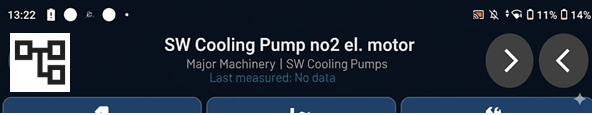 13:22
11% 14%
SW Cooling Pump no2 el. motor
Major Machinery | SW Cooling Pumps
Last measured: No data